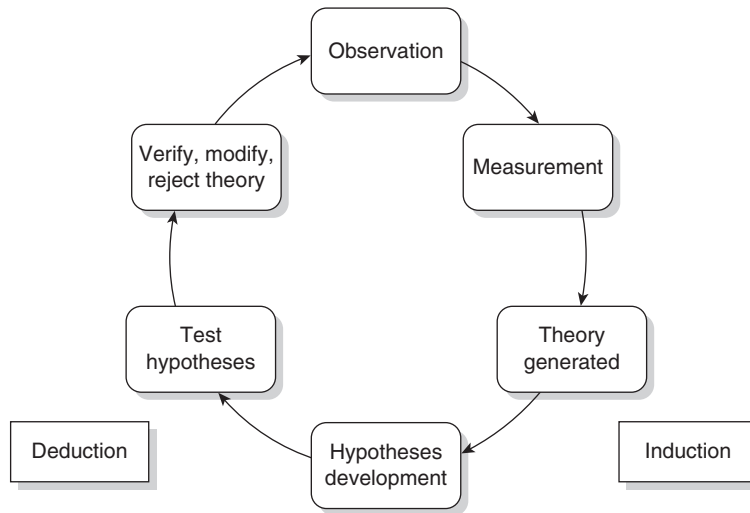 Observation
Verify, modify,
reject theory
Measurement
Test
hypotheses
Theory
generated
Deduction
Hypotheses
development
Induction